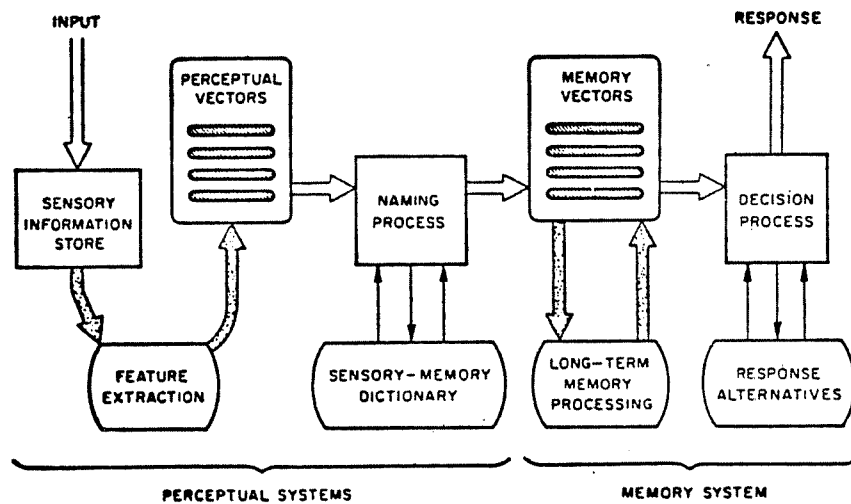 INPUT
RESPONSE
PERCEPTUAL
VECTORS
MEMORY
VECTORS
SENSORY
INFORMATION
STORE
NAMING
PROCESS
DECISION
PROCESS
FEATURE
EXTRACTION
SENSORY-MEMORY
DICTIONARY
LONG-TERM
MEMORY
PROCESSING
RESPONSE
ALTERNATIVES
PERCEPTUAL SYSTEMS
MEMORY SYSTEM